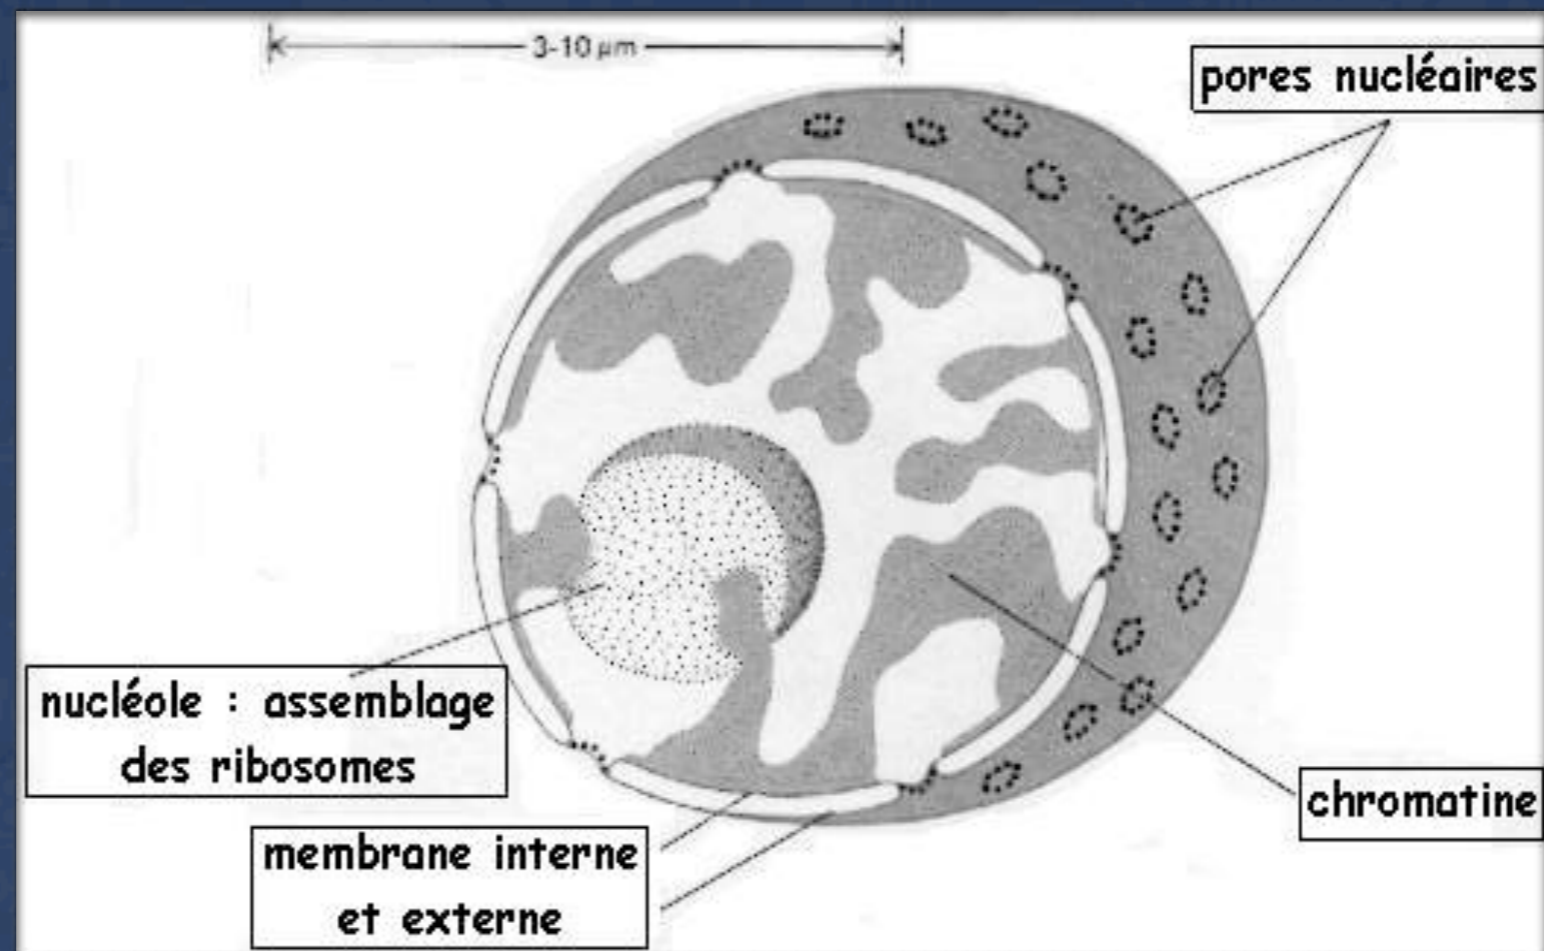 3-10 µm
pores nucléaires
nucléole : assemblage
des ribosomes
chromatine
membrane interne
et externe